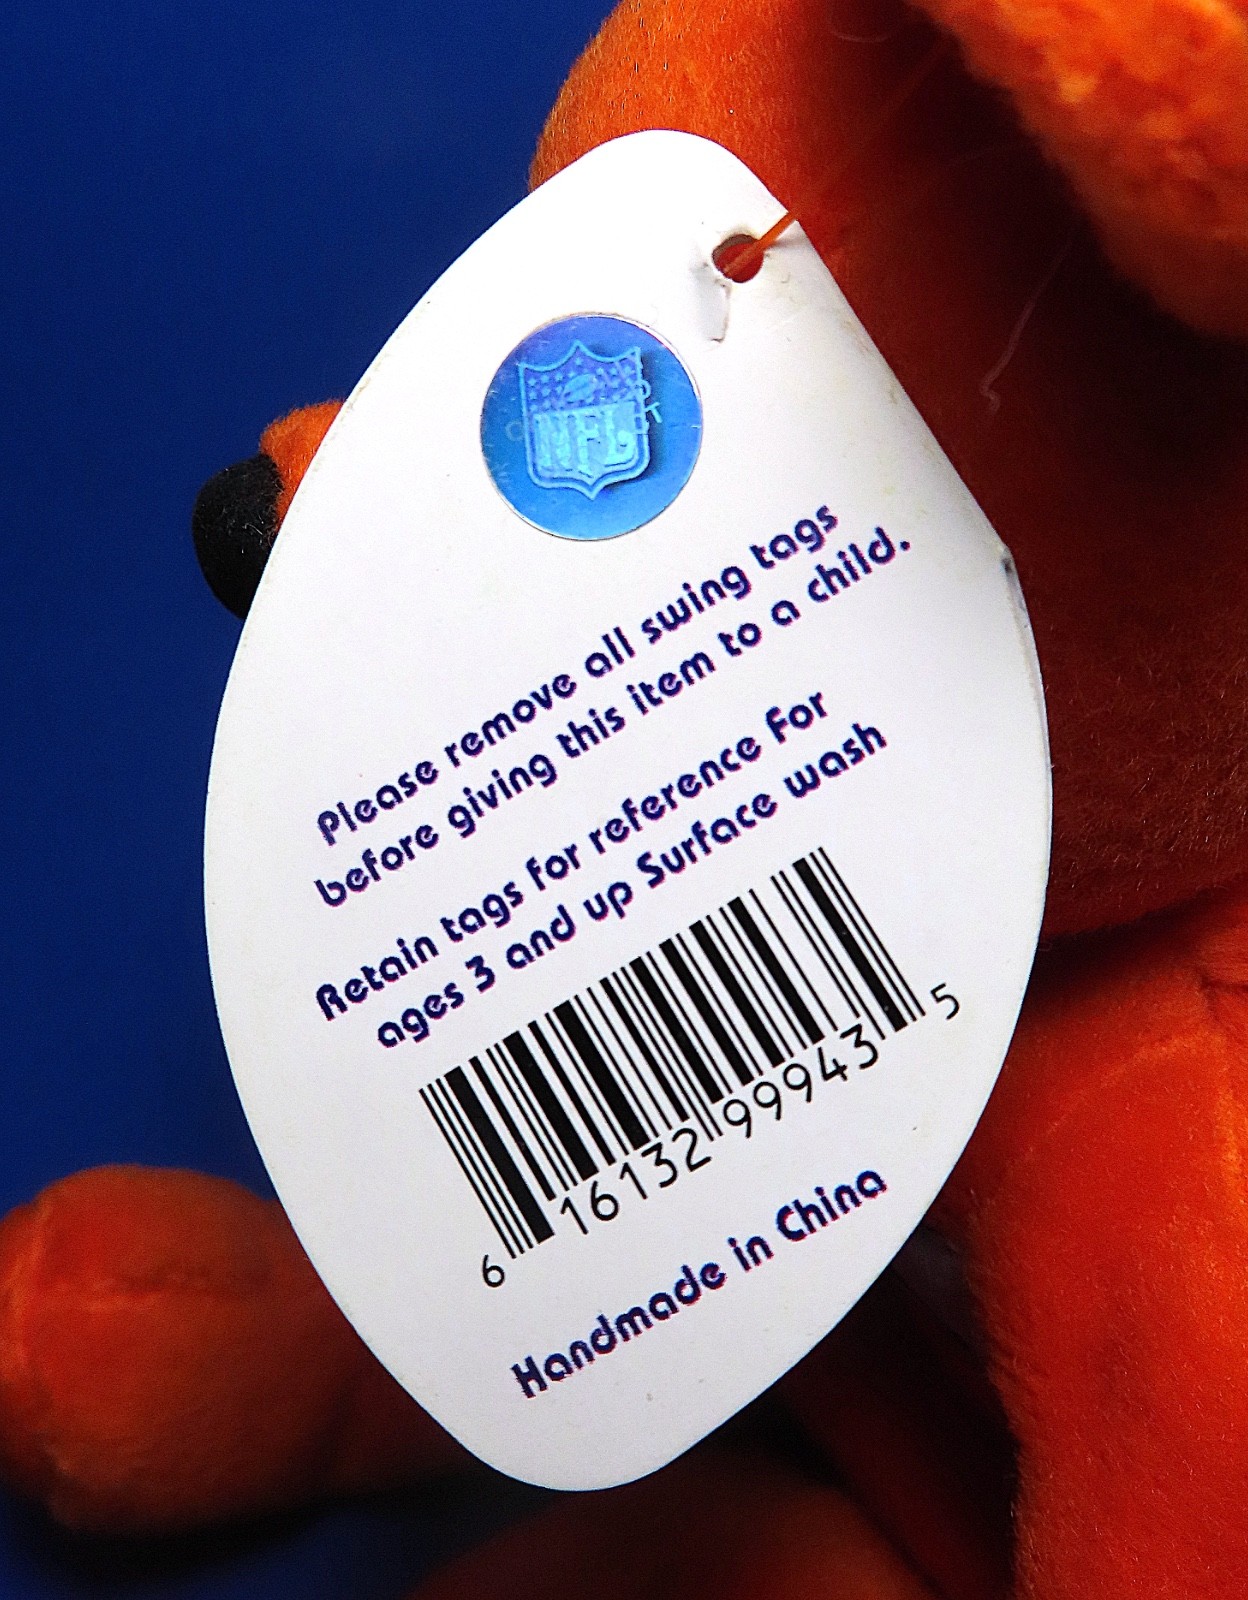 NFL
Please remove all swing tags
before giving this item to a child.
Retain tags for reference For
ages 3 and up Surface wash
6 16132 99943 5
Handmade in China